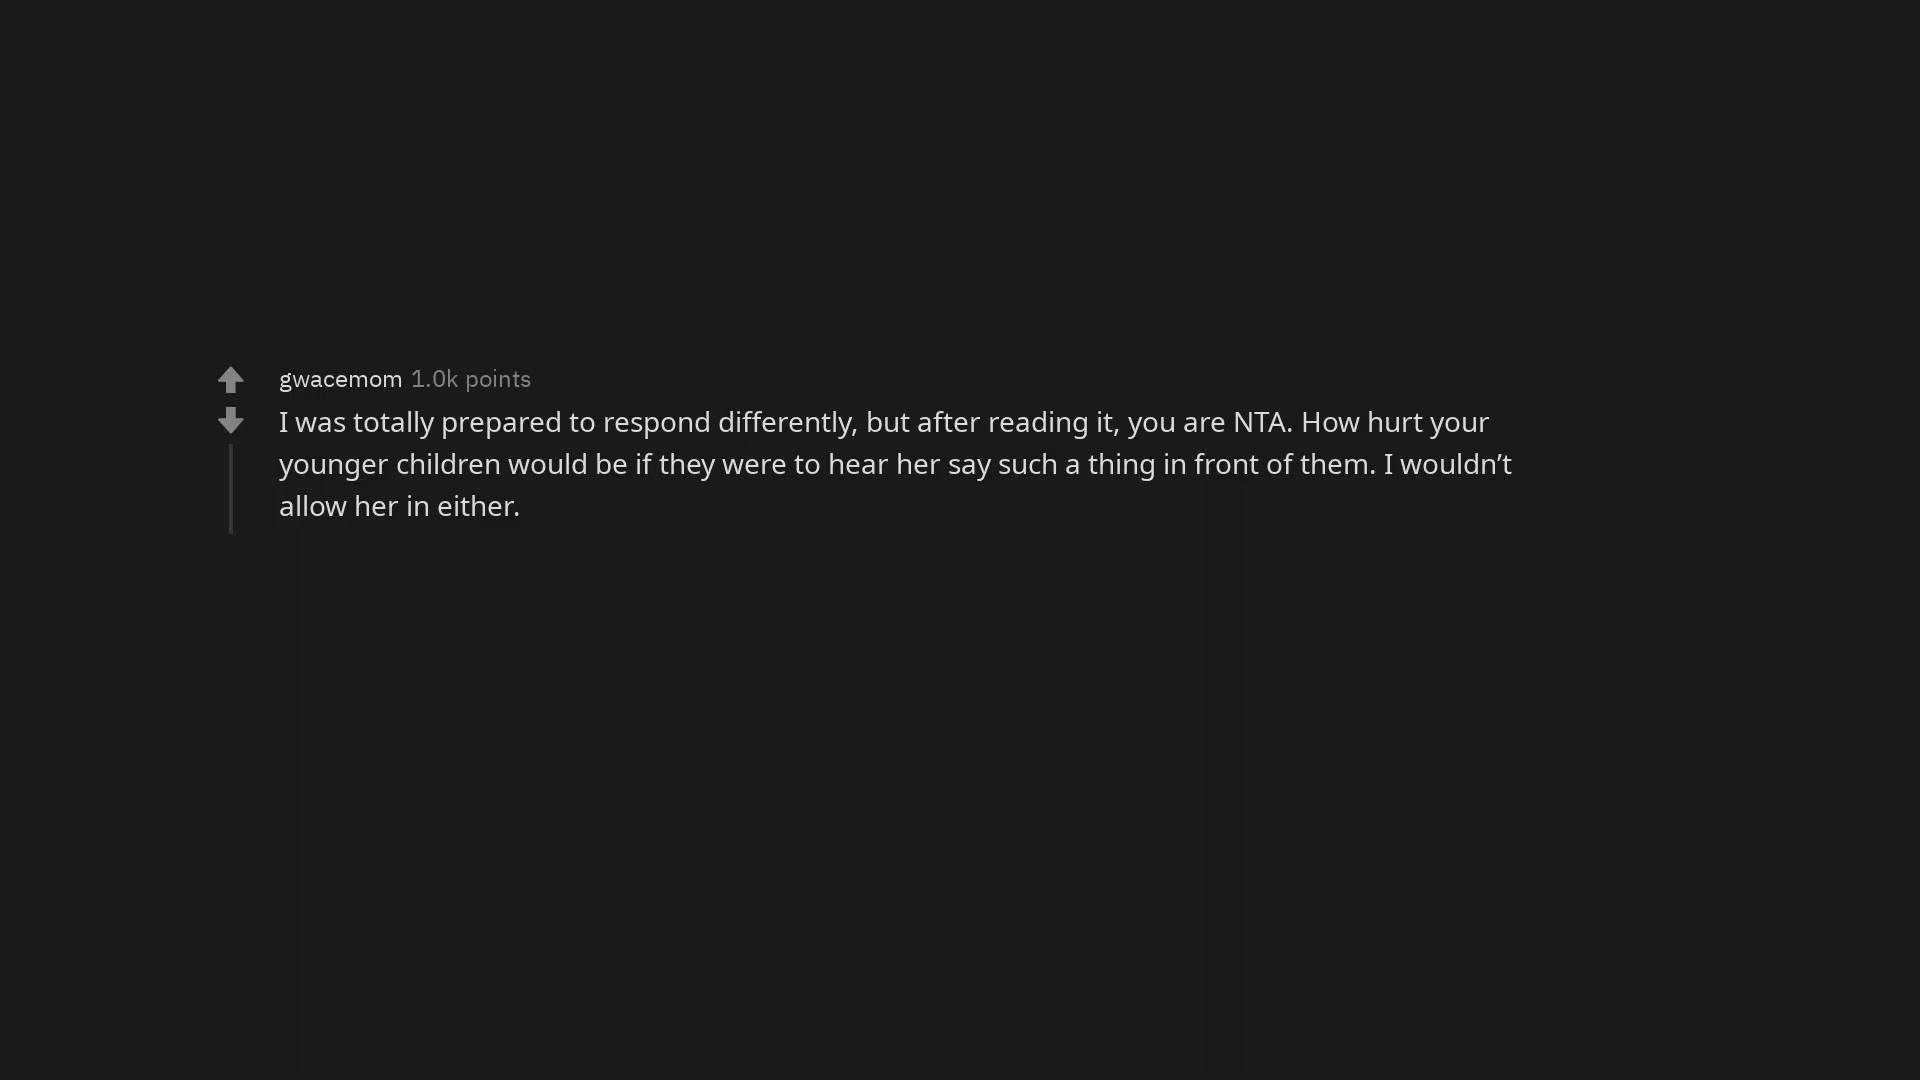 gwacemom 1.0k points
I was totally prepared to respond differently, but after reading it, you are NTA. How hurt your
younger children would be if they were to hear her say such a thing in front of them. I wouldn’t
allow her in either.